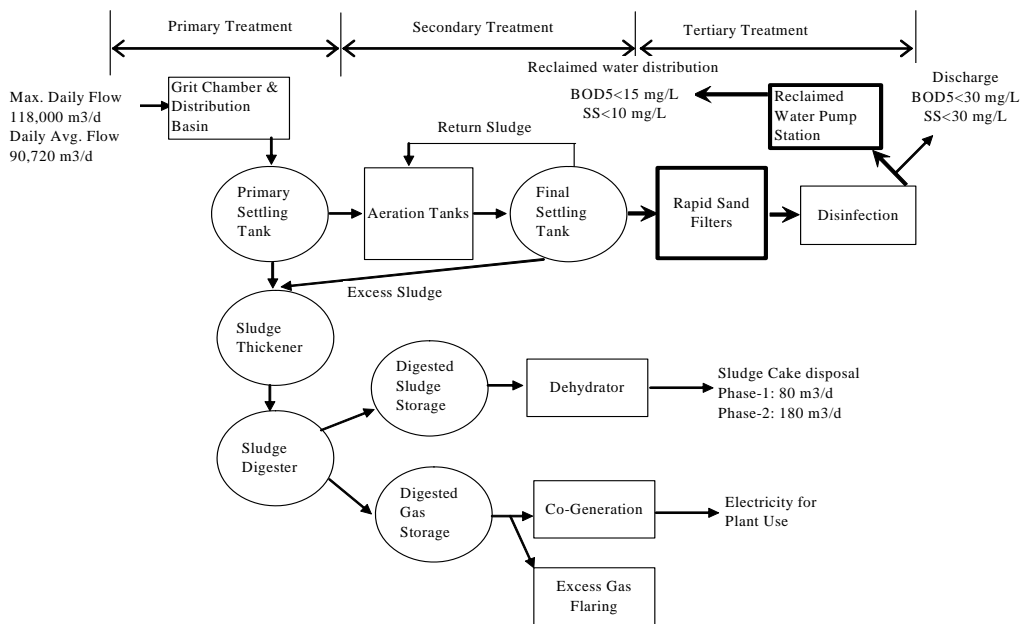 Primary Treatment
Secondary Treatment
Tertiary Treatment
Max. Daily Flow
118,000 m3/d
Daily Avg. Flow
90,720 m3/d
Grit Chamber &
Distribution
Basin
Reclaimed water distribution
BOD5<15 mg/L
SS<10 mg/L
Reclaimed
Water Pump
Station
Discharge
BOD5<30 mg/L
SS<30 mg/L
Return Sludge
Primary
Settling
Tank
Aeration Tanks
Final
Settling
Tank
Rapid Sand
Filters
Disinfection
Excess Sludge
Sludge
Thickener
Digested
Sludge
Storage
Dehydrator
Sludge Cake disposal
Phase-1: 80 m3/d
Phase-2: 180 m3/d
Sludge
Digester
Digested
Gas
Storage
Co-Generation
Electricity for
Plant Use
Excess Gas
Flaring